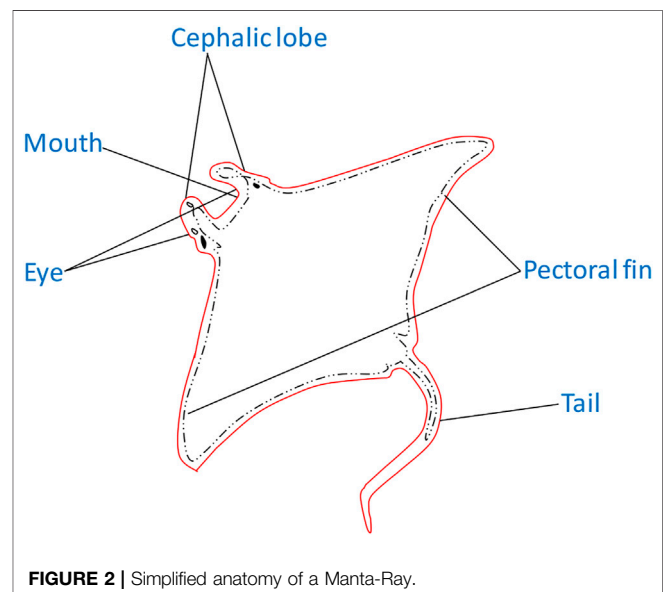 Cephalic lobe
Mouth
Eye
Pectoral fin
Tail
FIGURE 2 | Simplified anatomy of a Manta-Ray.